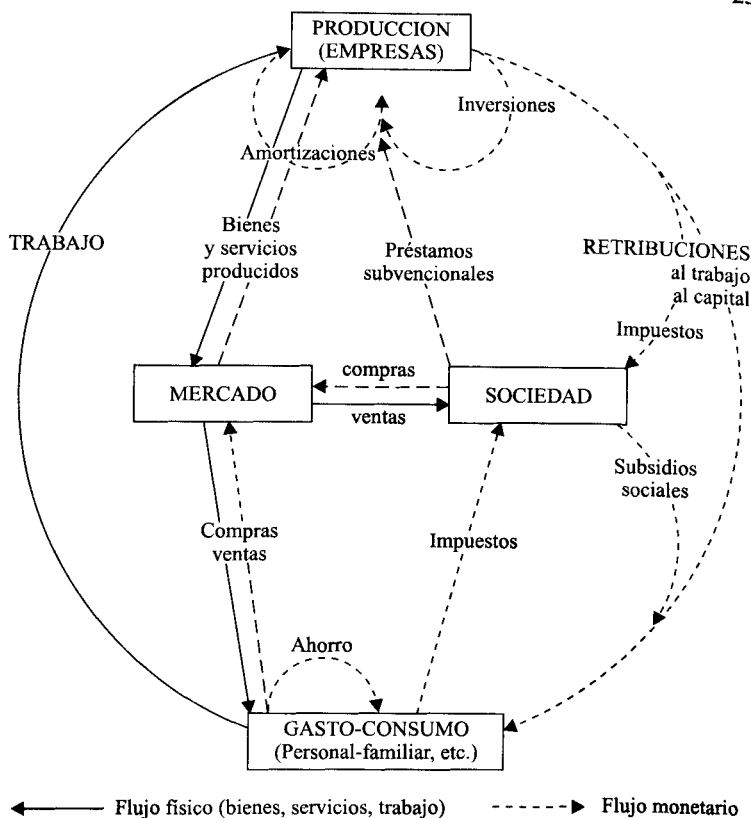 PRODUCCION
(EMPRESAS)
Inversiones
Amortizaciones
TRABAJO
Bienes
y servicios
producidos
Préstamos
subvencionales
RETRIBUCIONES
al trabajo
al capital
Impuestos
MERCADO
compras
ventas
SOCIEDAD
Subsidios
sociales
Compras
ventas
Impuestos
Ahorro
GASTO-CONSUMO
(Personal-familiar, etc.)
Flujo físico (bienes, servicios, trabajo)
Flujo monetario